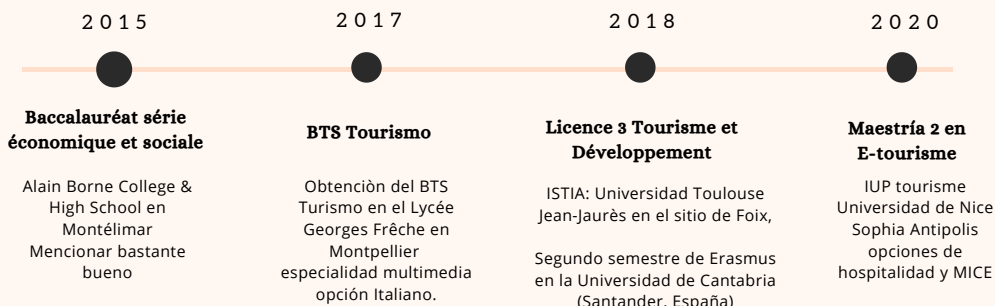 2015
Baccalauréat série
économique et sociale
Alain Borne College &
High School en
Montélimar
Mencionar bastante
bueno
2017
BTS Tourismo
Obtenciòn del BTS
Turismo en el Lycée
Georges Frêche en
Montpellier
especialidad multimedia
opción Italiano.
2018
Licence 3 Tourisme et
Développement
ISTIA: Universidad Toulouse
Jean-Jaurès en el sitio de Foix,
Segundo semestre de Erasmus
en la Universidad de Cantabria
(Santander, España)
2020
Maestría 2 en
E-tourisme
IUP tourisme
Universidad de Nice
Sophia Antipolis
opciones de
hospitalidad y MICE